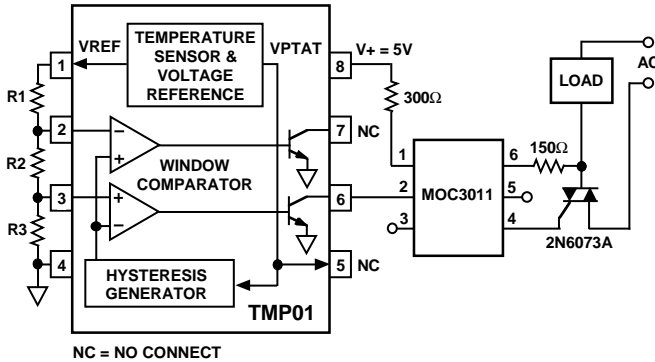 VREF
TEMPERATURE
SENSOR &
VOLTAGE
REFERENCE
VPTAT
V+ = 5V
1
8
R1
300Ω
LOAD
AC
2
7
NC
R2
WINDOW
COMPARATOR
1
MOC3011
6
150Ω
3
6
2
5
R3
3
4
2N6073A
4
5
NC
HYSTERESIS
GENERATOR
TMP01
NC = NO CONNECT
− + + −